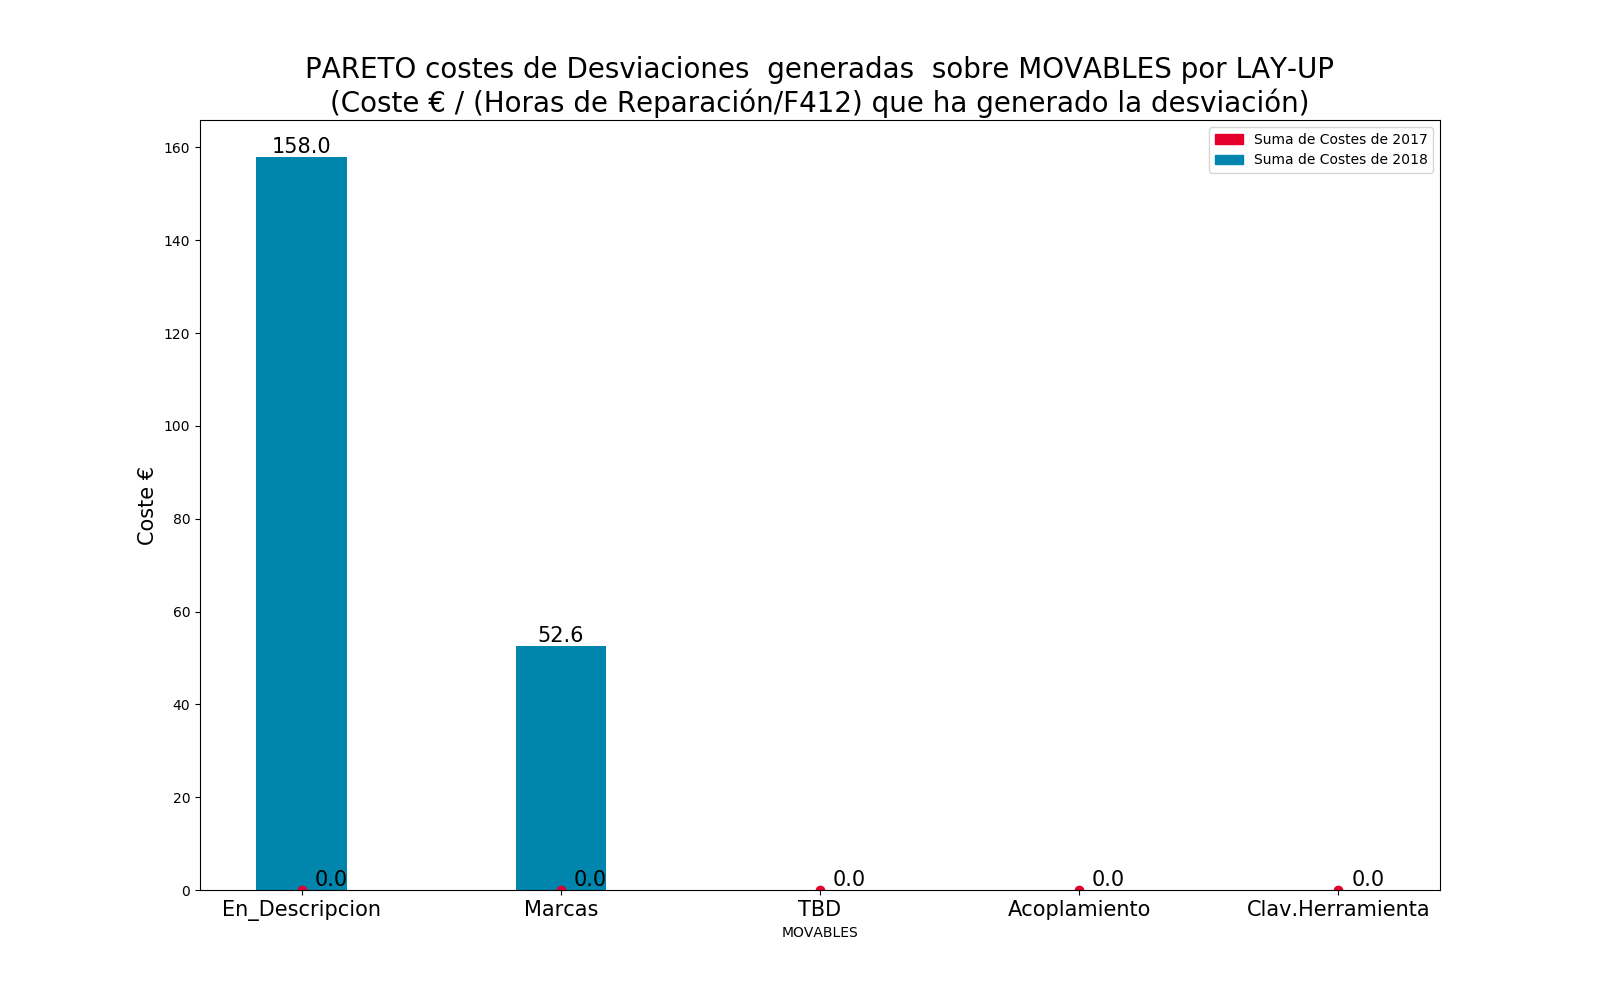 PARETO costes de Desviaciones  generadas  sobre MOVABLES por LAY-UP
(Coste € / (Horas de Reparación/F412) que ha generado la desviación)
Suma de Costes de 2017
Suma de Costes de 2018
160
140
120
100
80
60
40
20
0
Coste €
158.0
52.6
0.0
0.0
0.0
0.0
0.0
En_Descripcion
Marcas
TBD
Acoplamiento
Clav.Herramienta
MOVABLES